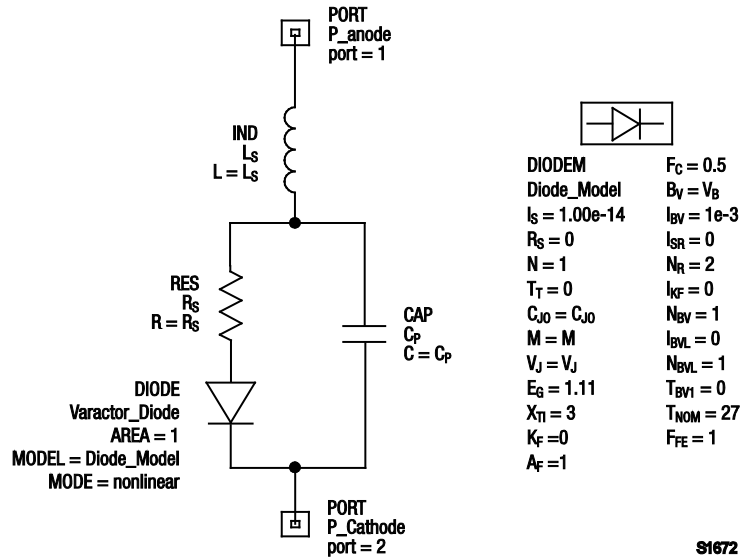 PORT
P_anode
port = 1
IND
LS
L = LS
RES
RS
R = RS
CAP
CP
C = CP
DIODE
Varactor_Diode
AREA = 1
MODEL = Diode_Model
MODE = nonlinear
PORT
P_Cathode
port = 2
DIODEM
Diode_Model
IS = 1.00e-14
RS = 0
N = 1
TT = 0
CJO = CJO
M = M
VJ = VJ
EG = 1.11
XTI = 3
KF =0
AF =1
FC = 0.5
BV = VB
IBV = 1e-3
ISR = 0
NR = 2
IKF = 0
NBV = 1
IBVL = 0
NBVL = 1
TBV1 = 0
TNOM = 27
FFE = 1
S1672